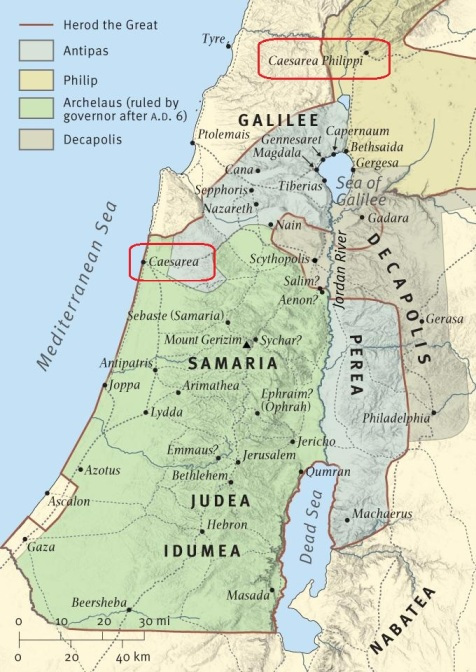 Herod the Great
Antipas
Philip
Archelaus (ruled by
governor after A.D. 6)
Decapolis
Tyre
Caesarea Philippi
GALILEE
Ptolemais
Capernaum
Gennesaret
Bethsaida
Magdala
Gergesa
Cana
Tiberias
Sea of
Galilee
Sepphoris
Nazareth
Nain
Gadara
Mediterranean Sea
Caesarea
Scythopolis
Jordan River
DECAPOLIS
Salim?
Aenon?
Sebaste (Samaria)
Gerasa
Mount Gerizim
Sychar?
SAMARIA
PEREA
Antipatris
Joppa
Arimathea
Ephraim?
(Ophrah)
Lydda
Philadelphia
Jericho
Emmaus?
Jerusalem
Azotus
Bethlehem
Qumran
Ascalon
JUDEA
Dead Sea
Machaerus
Hebron
Gaza
IDUMEA
Masada
Beersheba
NABATEA
0 10 20 30 mi
0 20 40 km